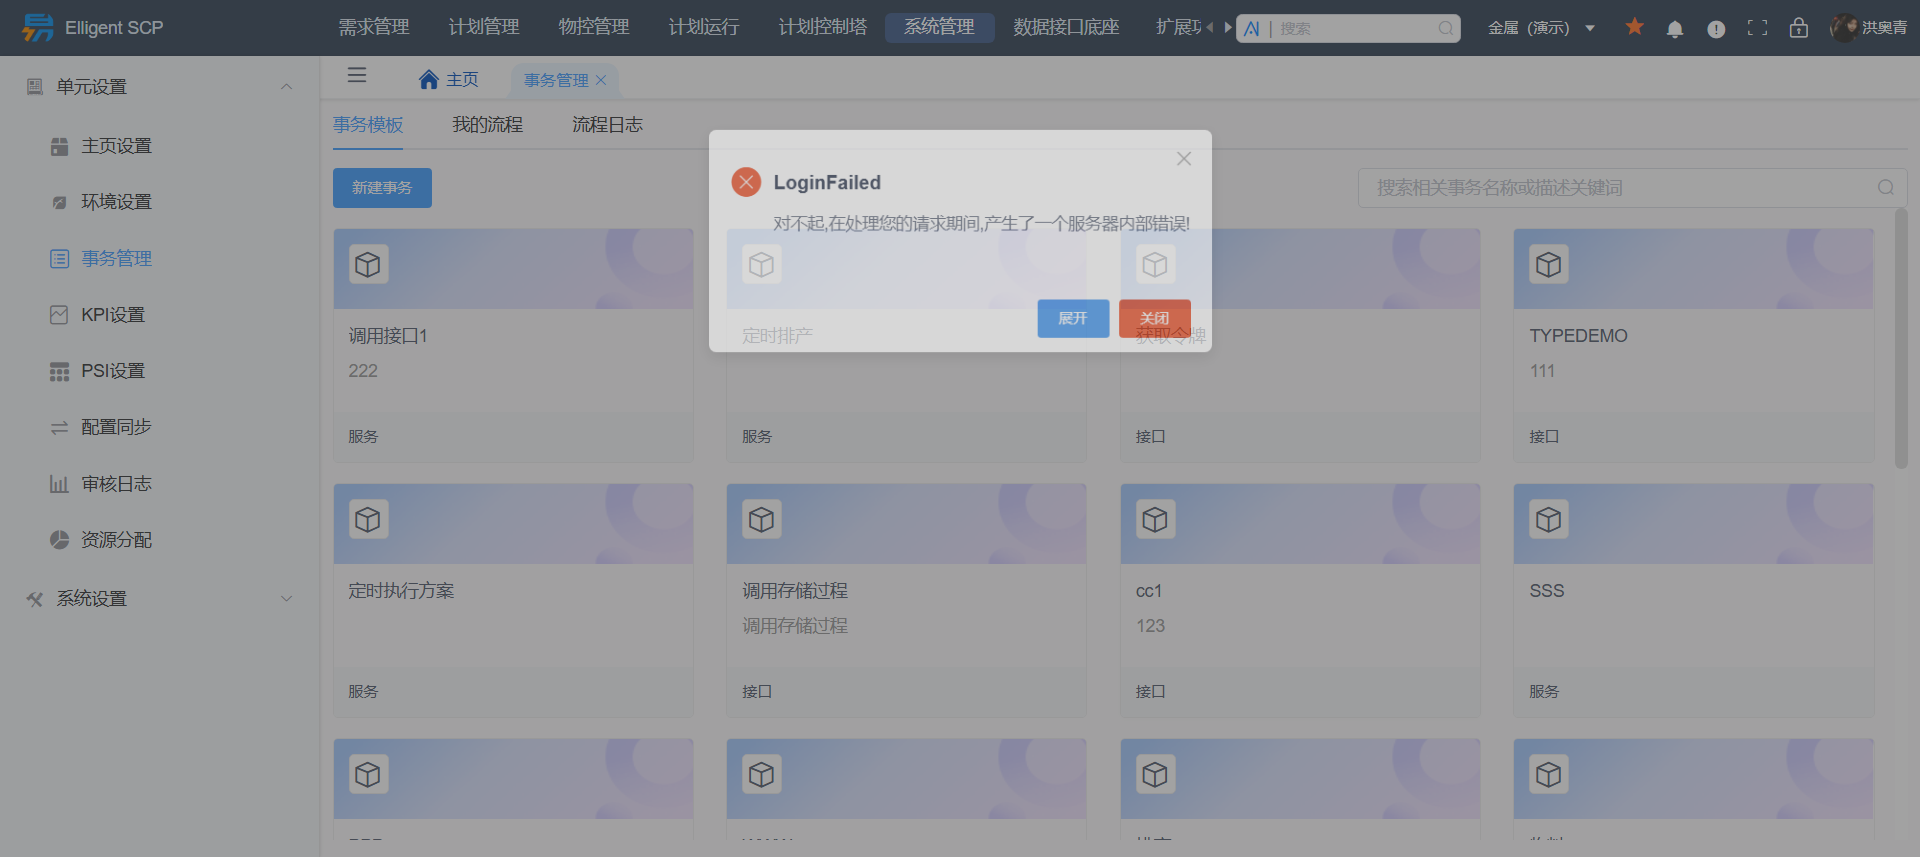 Elligent SCP
需求管理
计划管理
物控管理
计划运行
计划控制塔
系统管理
数据接口底座
扩展
AI
搜索
金属（演示）
洪奥青
单元设置
主页设置
环境设置
事务管理
KPI设置
PSI设置
配置同步
审核日志
资源分配
系统设置
主页
事务管理
事务模板
我的流程
流程日志
新建事务
搜索相关事务名称或描述关键词
LoginFailed
对不起,在处理您的请求期间,产生了一个服务器内部错误!
展开
关闭
调用接口1
222
服务
定时排产
服务
获取令牌
接口
TYPEDEMO
111
接口
定时执行方案
服务
调用存储过程
调用存储过程
接口
cc1
123
接口
SSS
服务